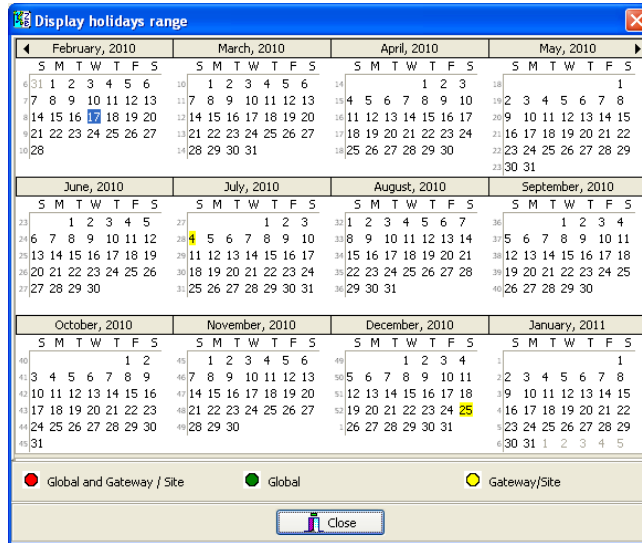 Display holidays range
February, 2010 March, 2010 April, 2010 May, 2010
S M T W T F S S M T W T F S S M T W T F S S M T W T F S
6 31 1 2 3 4 5 6 10 1 2 3 4 5 6 14 1 2 3 18 1
7 7 8 9 10 11 12 13 11 7 8 9 10 11 12 13 15 4 5 6 7 8 9 10 19 2 3 4 5 6 7 8
8 14 15 16 17 18 19 20 12 14 15 16 17 18 19 20 16 11 12 13 14 15 16 17 20 9 10 11 12 13 14 15
9 21 22 23 24 25 26 27 13 21 22 23 24 25 26 27 17 18 19 20 21 22 23 24 21 16 17 18 19 20 21 22
10 28 14 28 29 30 31 18 25 26 27 28 29 30 22 23 24 25 26 27 28 29
23 30 31
June, 2010 July, 2010 August, 2010 September, 2010
S M T W T F S S M T W T F S S M T W T F S S M T W T F S
23 1 2 3 4 5 27 1 2 3 32 1 2 3 4 5 6 7 36 1 2 3 4
24 6 7 8 9 10 11 12 28 4 5 6 7 8 9 10 33 8 9 10 11 12 13 14 37 5 6 7 8 9 10 11
25 13 14 15 16 17 18 19 29 11 12 13 14 15 16 17 34 15 16 17 18 19 20 21 38 12 13 14 15 16 17 18
26 20 21 22 23 24 25 26 30 18 19 20 21 22 23 24 35 22 23 24 25 26 27 28 39 19 20 21 22 23 24 25
27 27 28 29 30 31 25 26 27 28 29 30 31 36 29 30 31 40 26 27 28 29 30
October, 2010 November, 2010 December, 2010 January, 2011
S M T W T F S S M T W T F S S M T W T F S S M T W T F S
40 1 2 45 1 2 3 4 5 6 49 1 2 3 4 1 1
41 3 4 5 6 7 8 9 46 7 8 9 10 11 12 13 50 5 6 7 8 9 10 11 2 2 3 4 5 6 7 8
42 10 11 12 13 14 15 16 47 14 15 16 17 18 19 20 51 12 13 14 15 16 17 18 3 9 10 11 12 13 14 15
43 17 18 19 20 21 22 23 48 21 22 23 24 25 26 27 52 19 20 21 22 23 24 25 4 16 17 18 19 20 21 22
44 24 25 26 27 28 29 30 49 28 29 30 1 26 27 28 29 30 31 5 23 24 25 26 27 28 29
45 31 6 30 31 1 2 3 4 5
Global and Gateway / Site Global Gateway/Site
Close